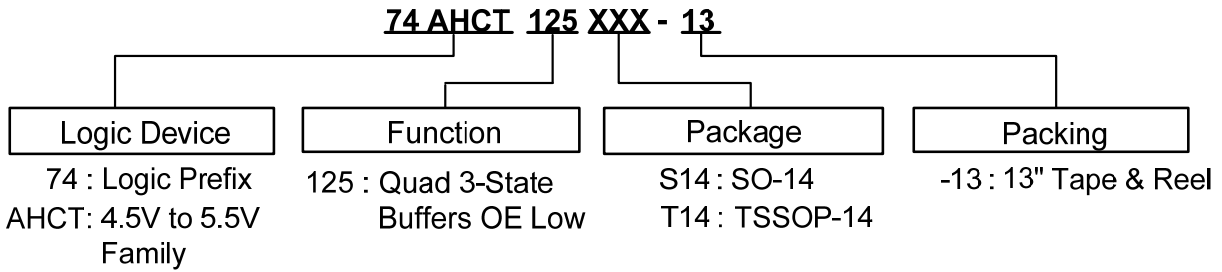 74 AHCT 125 XXX - 13
Logic Device
Function
Package
Packing
74 : Logic Prefix
AHCT: 4.5V to 5.5V
Family
125 : Quad 3-State
Buffers OE Low
S14 : SO-14
T14 : TSSOP-14
-13 : 13" Tape & Reel